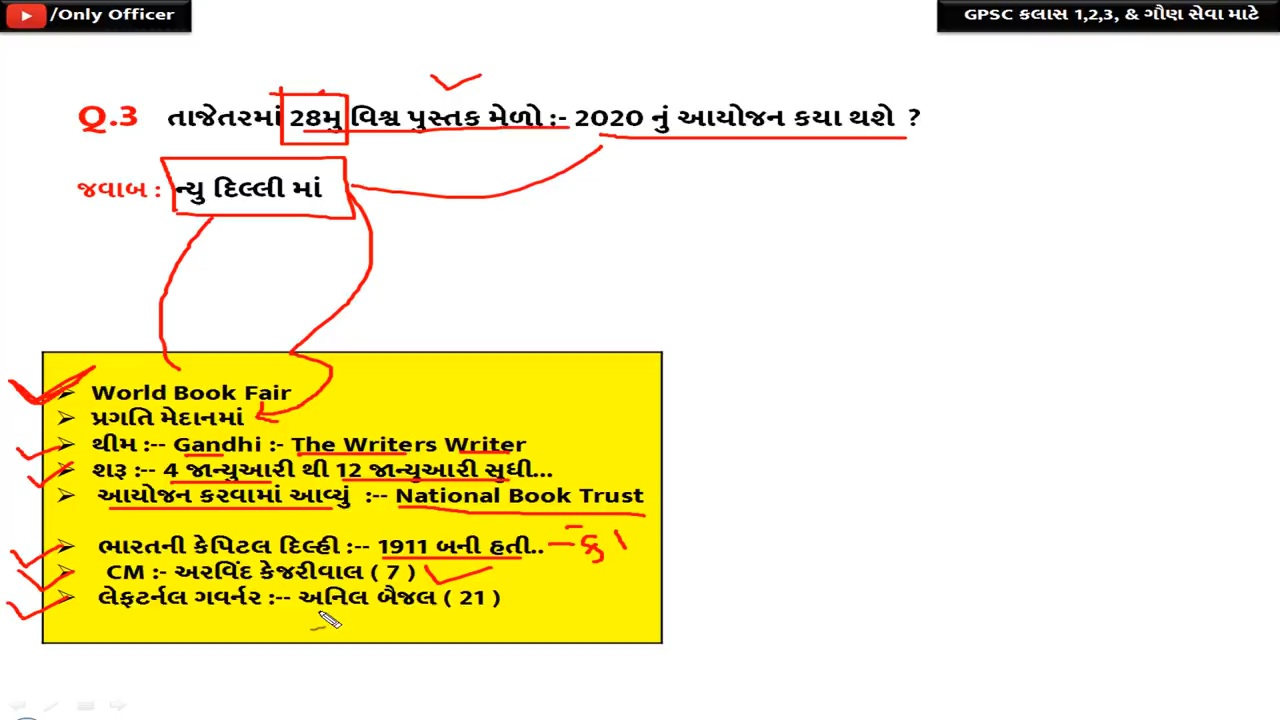 /Only Officer
GPSC કલાસ 1,2,3, & ગૌણ સેવા માટે
Q.3 તાજેતરમાં 28મુ વિશ્વ પુસ્તક મેળો :- 2020 નું આયોજન કયા થશે ?
જવાબ : ન્યુ દિલ્લી માં
➢ World Book Fair
➢ પ્રગતિ મેદાનમાં
➢ થીમ :-- Gandhi :- The Writers Writer
➢ શરૂ :-- 4 જાન્યુઆરી થી 12 જાન્યુઆરી સુધી...
➢ આયોજન કરવામાં આવ્યું :-- National Book Trust
➢ ભારતની કેપિટલ દિલ્હી :-- 1911 બની હતી..
➢ CM :- અરવિંદ કેજરીવાલ ( 7 )
➢ લેફટર્નલ ગવર્નર :-- અનિલ બૈજલ ( 21 )